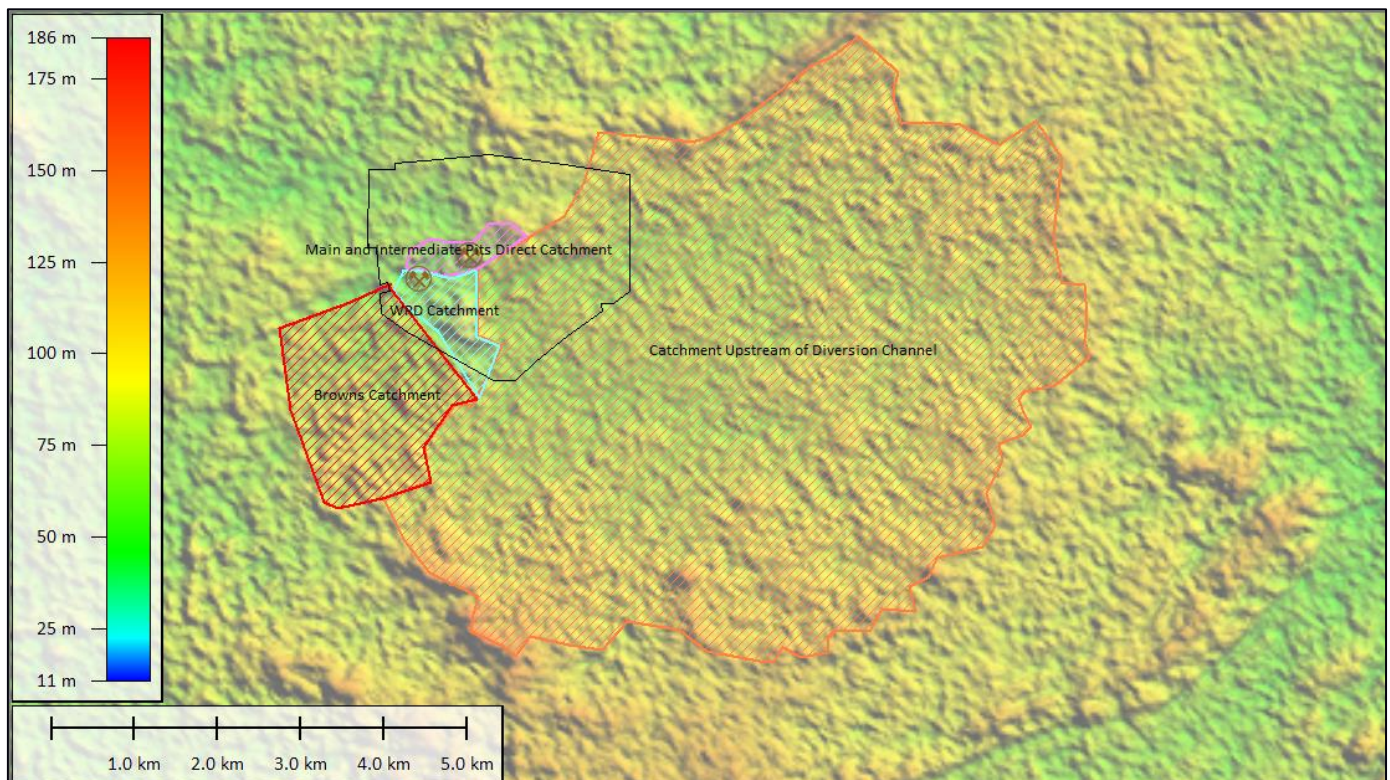 186 m
175 m
150 m
125 m
100 m
75 m
50 m
25 m
11 m
Main and Intermediate Pits Direct Catchment
WRD Catchment
Catchment Upstream of Diversion Channel
Browns Catchment
1.0 km 2.0 km 3.0 km 4.0 km 5.0 km